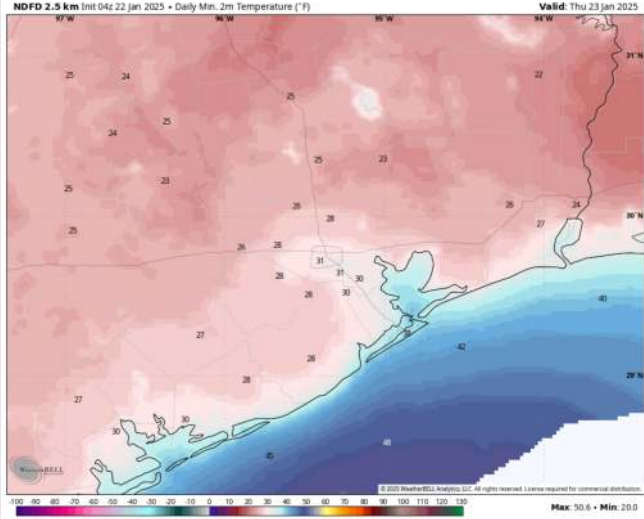 NDFD 2.5 km Init 04z 22 Jan 2025 • Daily Min. 2m Temperature (°F) Valid: Thu 23 Jan 2025
97°W 96°W 95°W 94°W
31°N
25 24 22
25
25
24
25 23
23
25
26 26 24
28 27 30°N
25
26 28
31
28 31 30
30
28 40
27 42
26 29°N
28
27
30
30
48
45
WeatherBELL
© 2020 WeatherBELL Analytics, LLC. All rights reserved. License required for commercial distribution.
-100 -90 -80 -70 -60 -50 -40 -30 -20 -10 0 10 20 30 40 50 60 70 80 90 100 110 120 130
Max: 50.6 • Min: 20.0